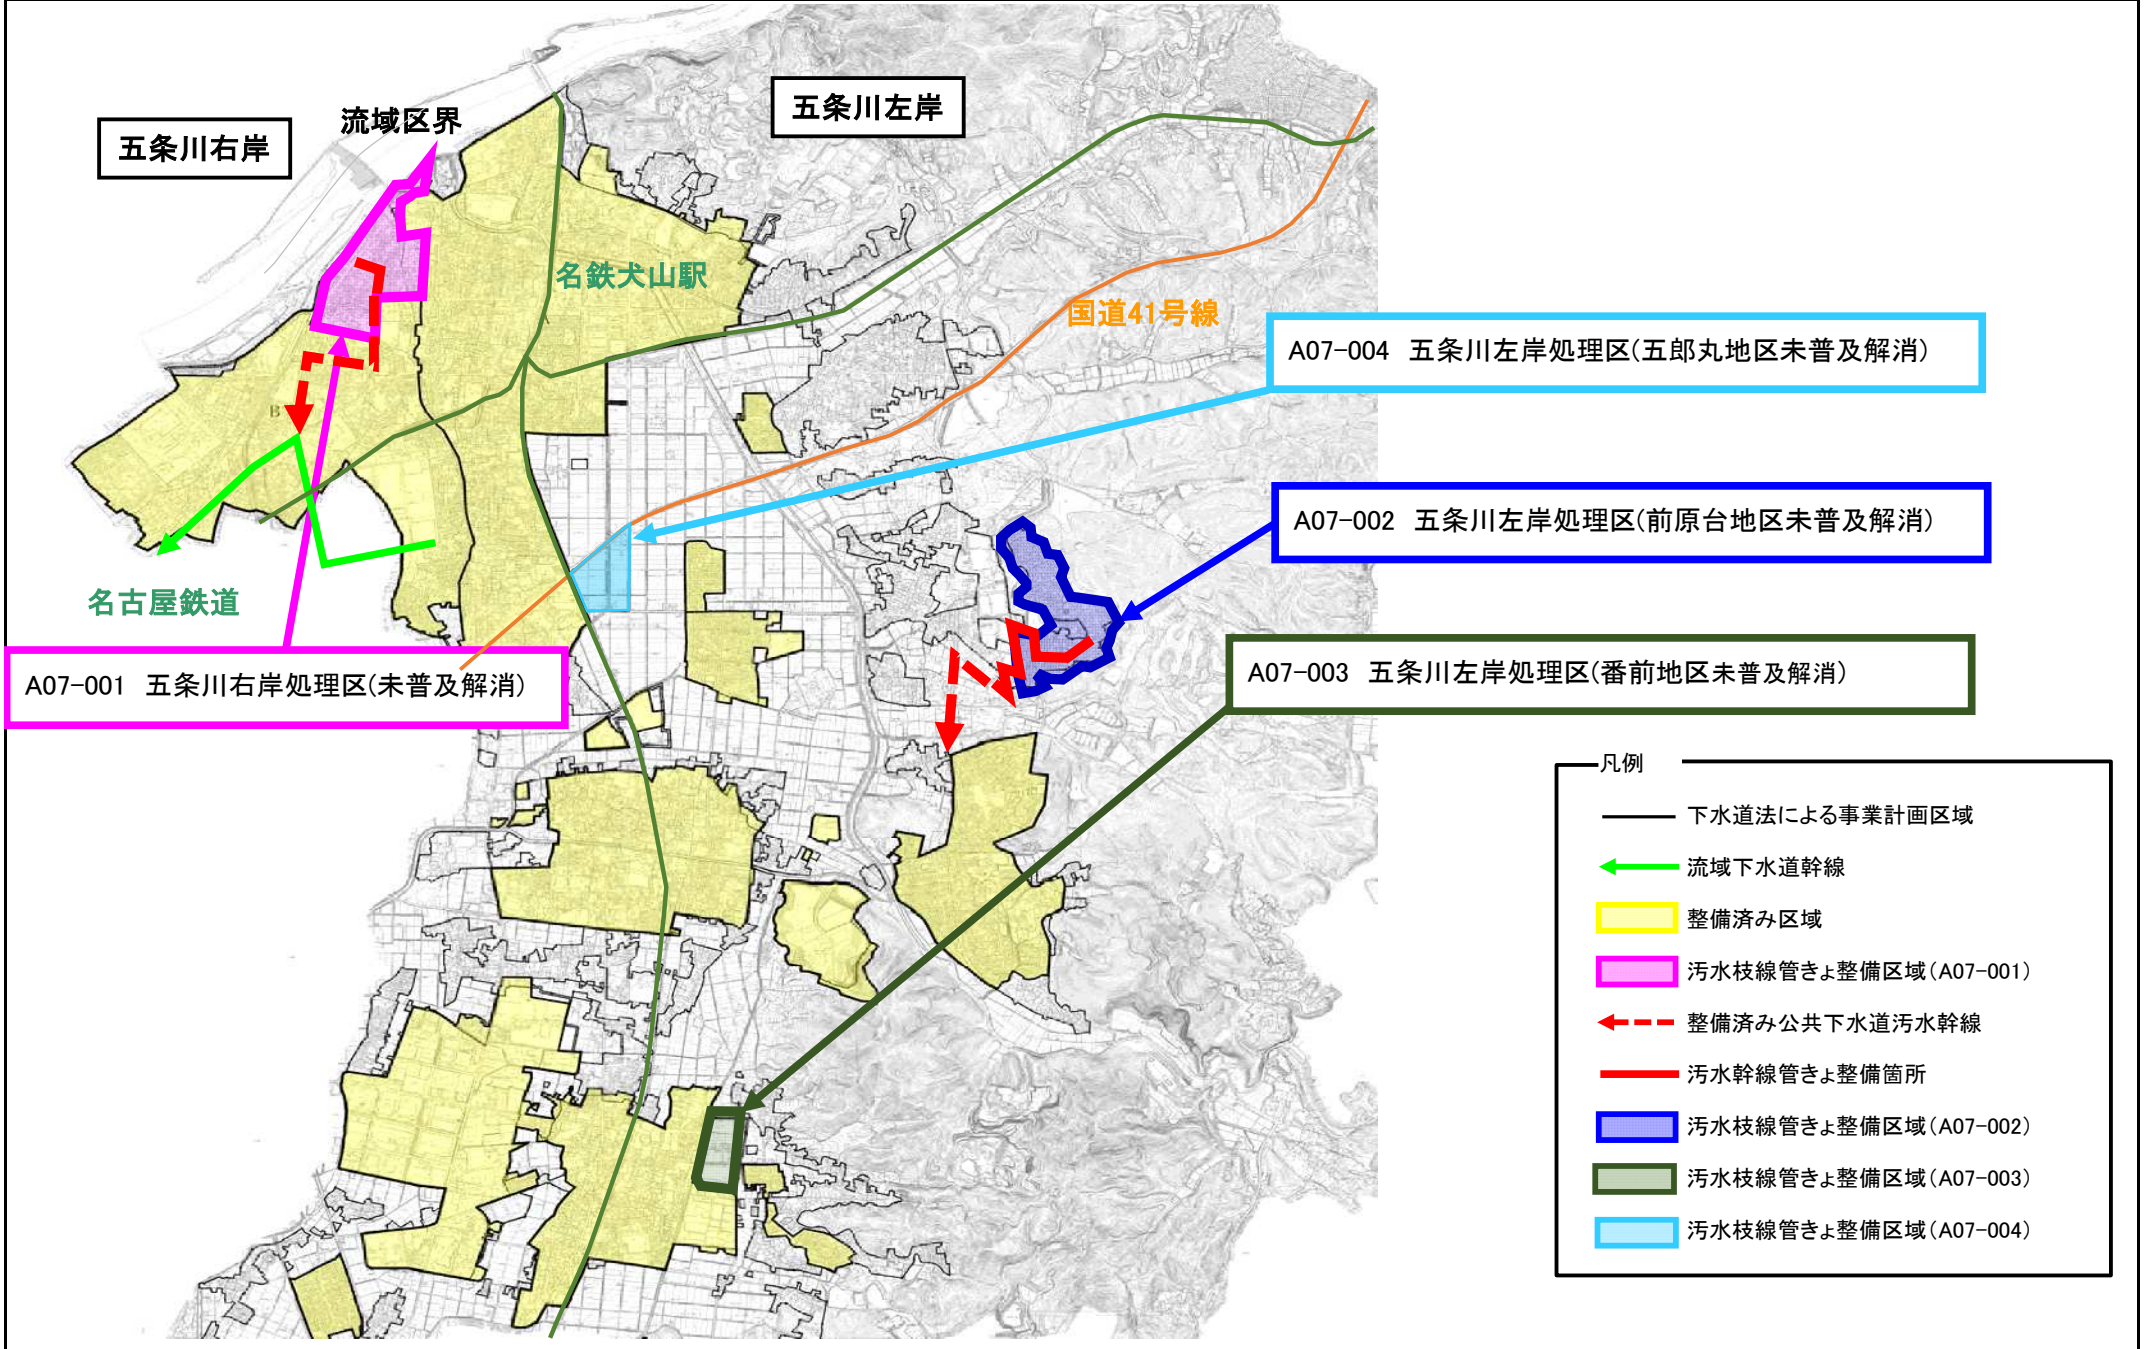 五条川右岸
流域区界
五条川左岸
名鉄犬山駅
国道41号線
A07-004 五条川左岸処理区(五郎丸地区未普及解消)
B
A07-002 五条川左岸処理区(前原台地区未普及解消)
名古屋鉄道
A07-001 五条川右岸処理区(未普及解消)
A07-003 五条川左岸処理区(番前地区未普及解消)
凡例
下水道法による事業計画区域
流域下水道幹線
整備済み区域
汚水枝線管きょ整備区域(A07-001)
整備済み公共下水道汚水幹線
汚水幹線管きょ整備箇所
汚水枝線管きょ整備区域(A07-002)
汚水枝線管きょ整備区域(A07-003)
汚水枝線管きょ整備区域(A07-004)